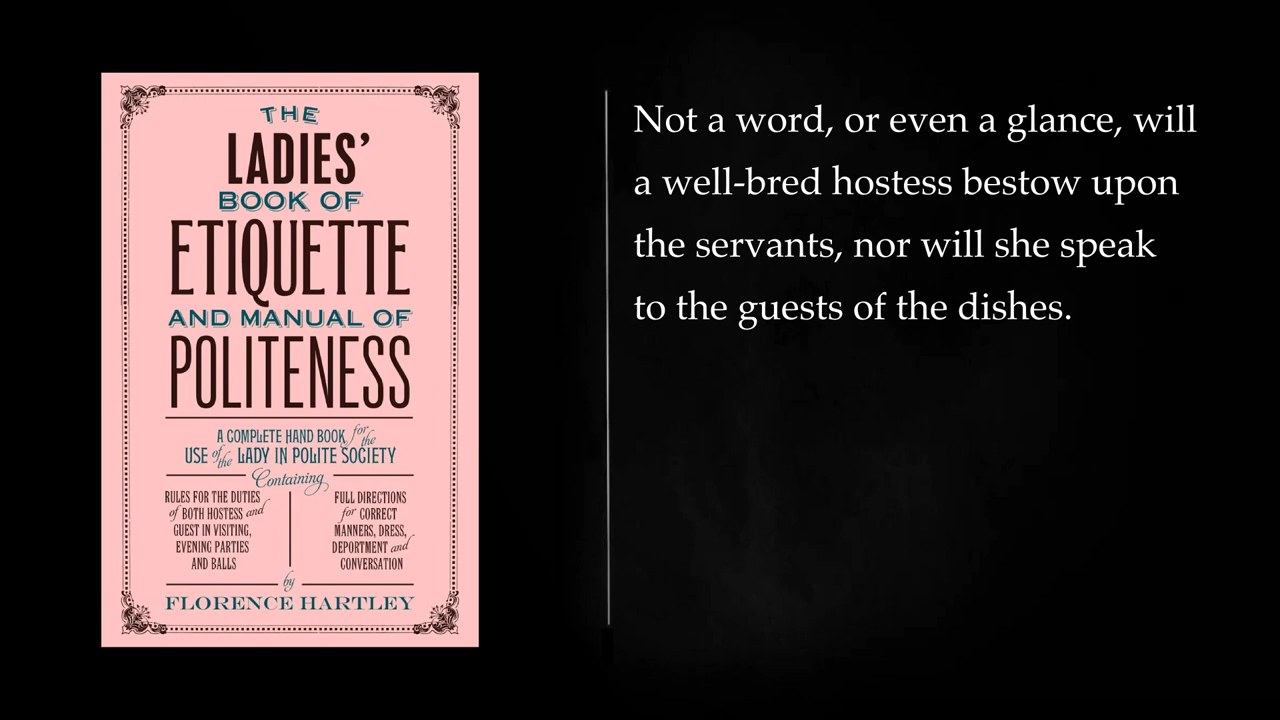 THE
LADIES'
BOOK OF
ETIQUETTE
AND MANUAL OF
POLITENESS
A COMPLETE HAND BOOK for the
USE of the LADY IN POLITE SOCIETY
Containing
RULES FOR THE DUTIES
of BOTH HOSTESS and
GUEST IN VISITING,
EVENING PARTIES
AND BALLS
FULL DIRECTIONS
for CORRECT
MANNERS, DRESS,
DEPORTMENT and
CONVERSATION
by
FLORENCE HARTLEY
Not a word, or even a glance, will
a well-bred hostess bestow upon
the servants, nor will she speak
to the guests of the dishes.